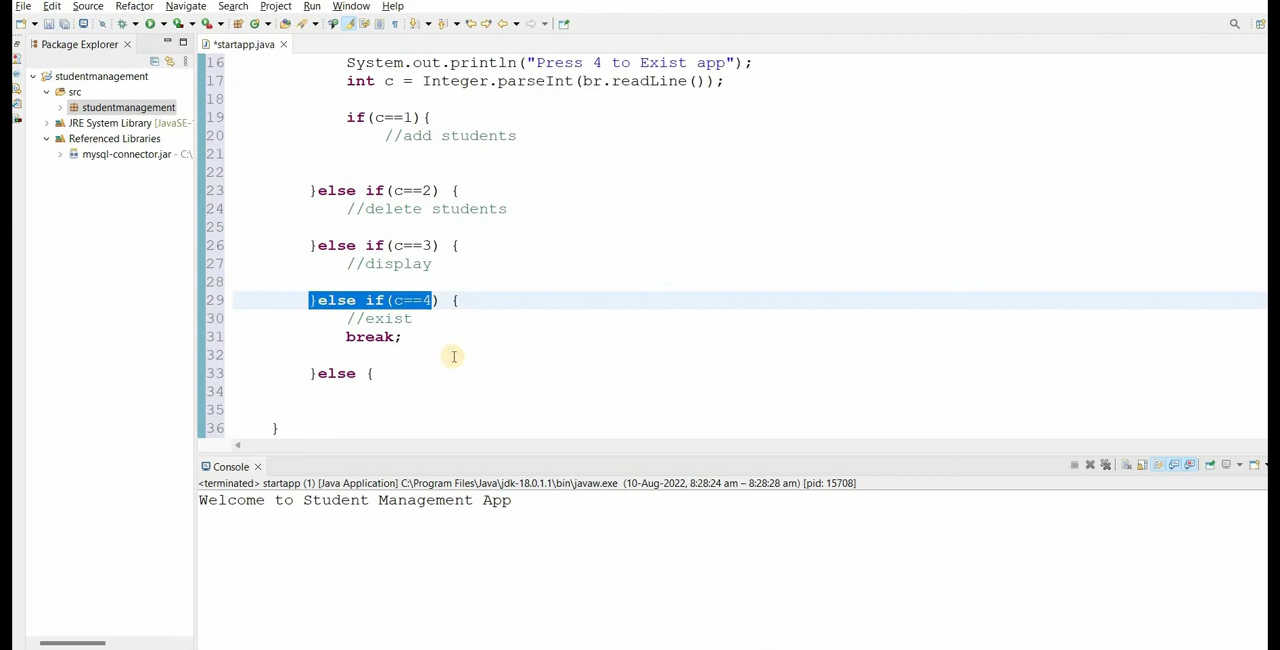 File Edit Source Refactor Navigate Search Project Run Window Help
Package Explorer
*startapp.java
studentmanagement
src
studentmanagement
JRE System Library [JavaSE-
Referenced Libraries
mysql-connector.jar - C:\
16 System.out.println("Press 4 to Exist app");
17 int c = Integer.parseInt(br.readLine());
18
19 if(c==1){
20 //add students
21
22
23 }else if(c==2) {
24 //delete students
25
26 }else if(c==3) {
27 //display
28
29 }else if(c==4) {
30 //exist
31 break;
32
33 }else {
34
35
36 }
Console
<terminated> startapp (1) [Java Application] C:\Program Files\Java\jdk-18.0.1.1\bin\javaw.exe (10-Aug-2022, 8:28:24 am – 8:28:28 am) [pid: 15708]
Welcome to Student Management App